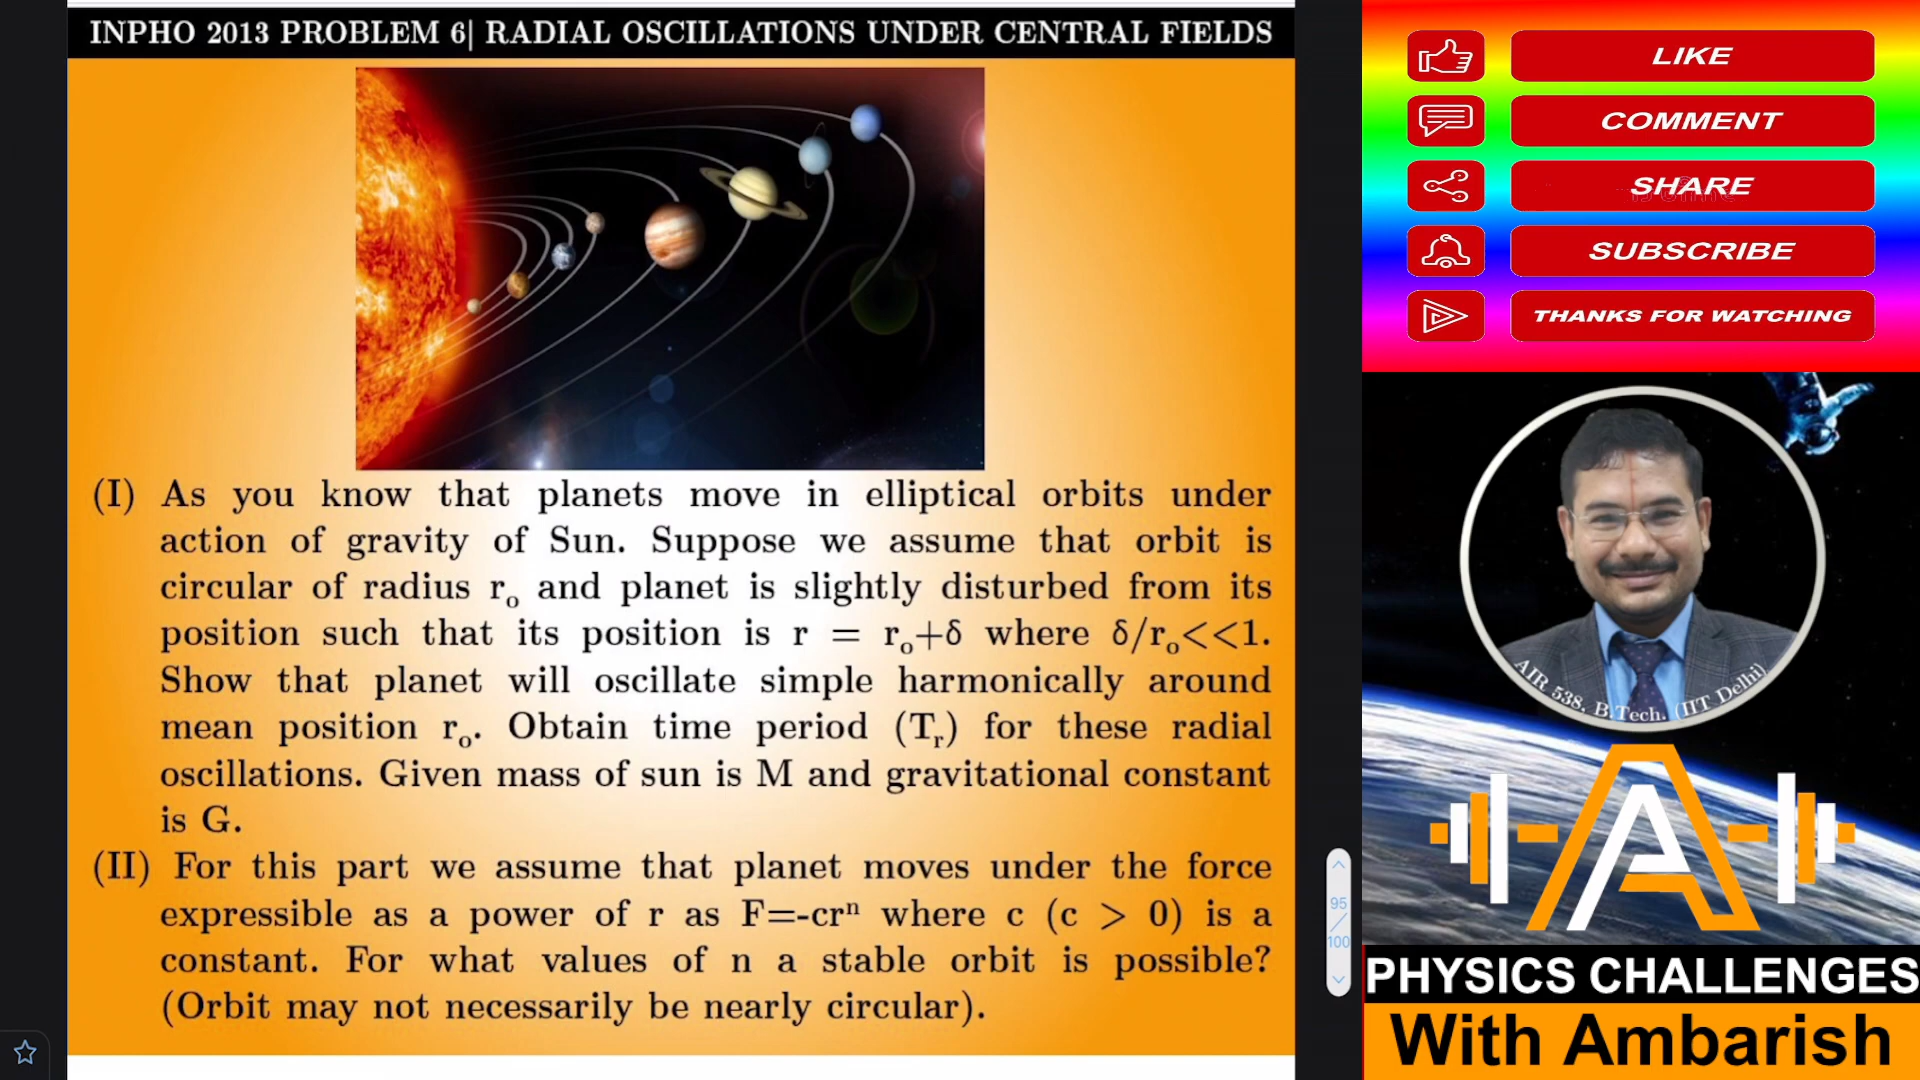 INPHO 2013 PROBLEM 6| RADIAL OSCILLATIONS UNDER CENTRAL FIELDS
(I) As you know that planets move in elliptical orbits under
action of gravity of Sun. Suppose we assume that orbit is
circular of radius rₒ and planet is slightly disturbed from its
position such that its position is r = rₒ+δ where δ/rₒ<<1.
Show that planet will oscillate simple harmonically around
mean position rₒ. Obtain time period (Tᵣ) for these radial
oscillations. Given mass of sun is M and gravitational constant
is G.
(II) For this part we assume that planet moves under the force
expressible as a power of r as F=-crⁿ where c (c > 0) is a
constant. For what values of n a stable orbit is possible?
(Orbit may not necessarily be nearly circular).
95
100
LIKE
COMMENT
SHARE
SUBSCRIBE
THANKS FOR WATCHING
AIR 538, B.Tech. (IIT Delhi)
A
PHYSICS CHALLENGES
With Ambarish